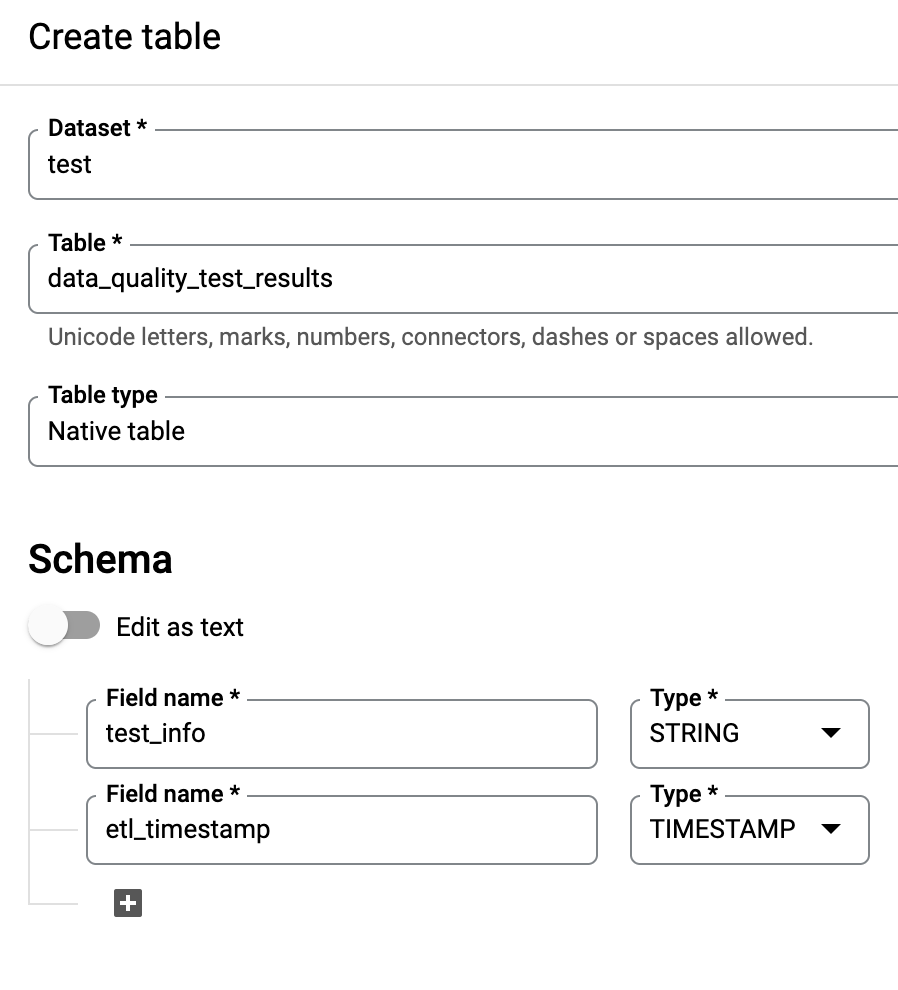 Create table
Dataset *
test
Table *
data_quality_test_results
Unicode letters, marks, numbers, connectors, dashes or spaces allowed.
Table type
Native table
Schema
Edit as text
Field name * Type *
test_info STRING
Field name * Type *
etl_timestamp TIMESTAMP